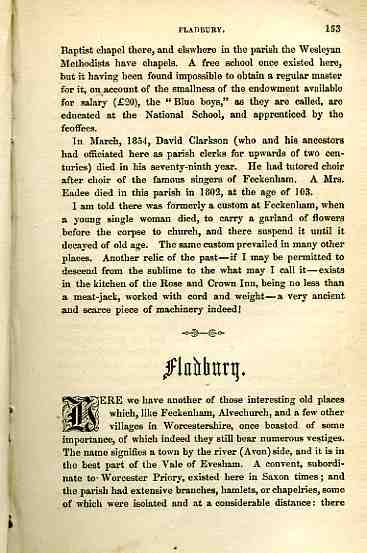 FLADBURY. 153
Baptist chapel there, and elswhere in the parish the Wesleyan
Methodists have chapels. A free school once existed here,
but it having been found impossible to obtain a regular master
for it, on account of the smallness of the endowment available
for salary (£20), the "Blue boys," as they are called, are
educated at the National School, and apprenticed by the
feoffees.
In March, 1854, David Clarkson (who and his ancestors
had officiated here as parish clerks for upwards of two cen-
turies) died in his seventy-ninth year. He had tutored choir
after choir of the famous singers of Feckenham. A Mrs.
Eadee died in this parish in 1802, at the age of 103.
I am told there was formerly a custom at Feckenham, when
a young single woman died, to carry a garland of flowers
before the corpse to church, and there suspend it until it
decayed of old age. The same custom prevailed in many other
places. Another relic of the past—if I may be permitted to
descend from the sublime to the what may I call it—exists
in the kitchen of the Rose and Crown Inn, being no less than
a meat-jack, worked with cord and weight—a very ancient
and scarce piece of machinery indeed!
Fladbury.
HERE we have another of those interesting old places
which, like Feckenham, Alvechurch, and a few other
villages in Worcestershire, once boasted of some
importance, of which indeed they still bear numerous vestiges.
The name signifies a town by the river (Avon) side, and it is in
the best part of the Vale of Evesham. A convent, subordi-
nate to Worcester Priory, existed here in Saxon times; and
the parish had extensive branches, hamlets, or chapelries, some
of which were isolated and at a considerable distance: there